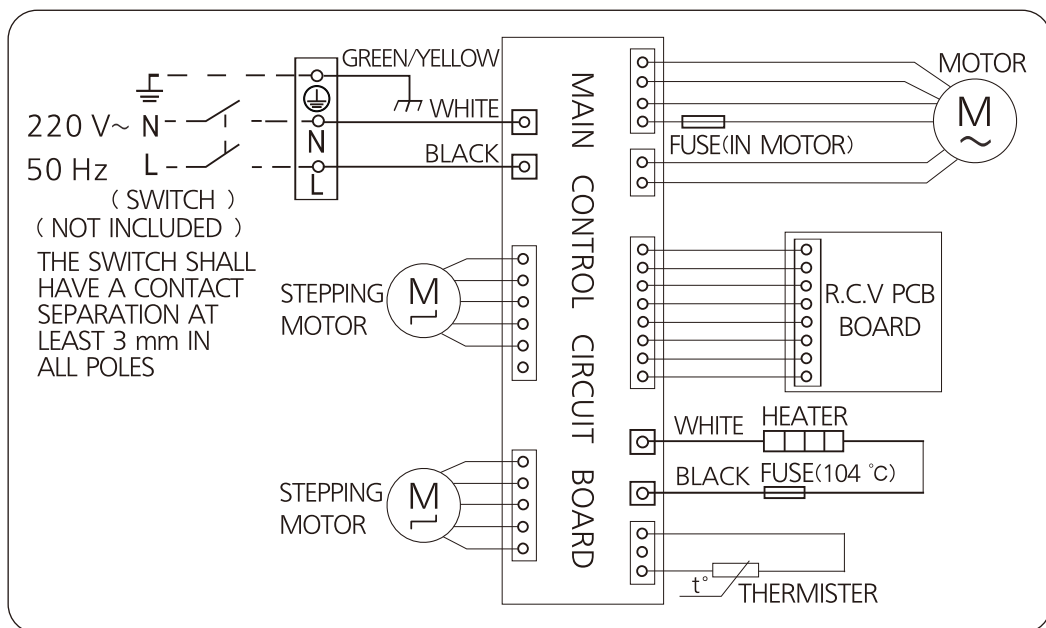 GREEN/YELLOW
WHITE
BLACK
220 V~ N
50 Hz L
N
L
( SWITCH )
( NOT INCLUDED )
THE SWITCH SHALL
HAVE A CONTACT
SEPARATION AT
LEAST 3 mm IN
ALL POLES
STEPPING
MOTOR
M
STEPPING
MOTOR
M
MAIN CONTROL CIRCUIT BOARD
MOTOR
M
~
FUSE(IN MOTOR)
R.C.V PCB
BOARD
WHITE
HEATER
BLACK
FUSE(104 °C)
t°
THERMISTER